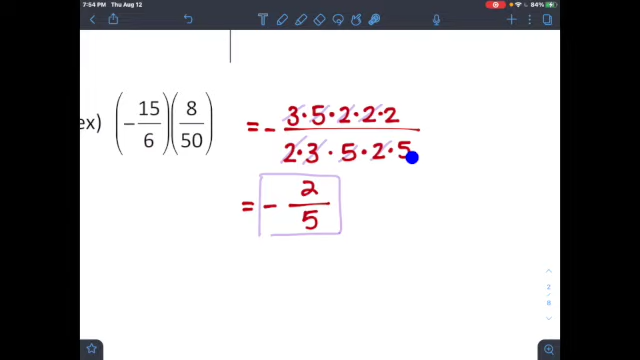 7:54 PM Thu Aug 12
84%
T
ex) (-15/6)(8/50) = - 3·5·2·2·2 / 2·3·5·2·5
= - 2/5
2
8